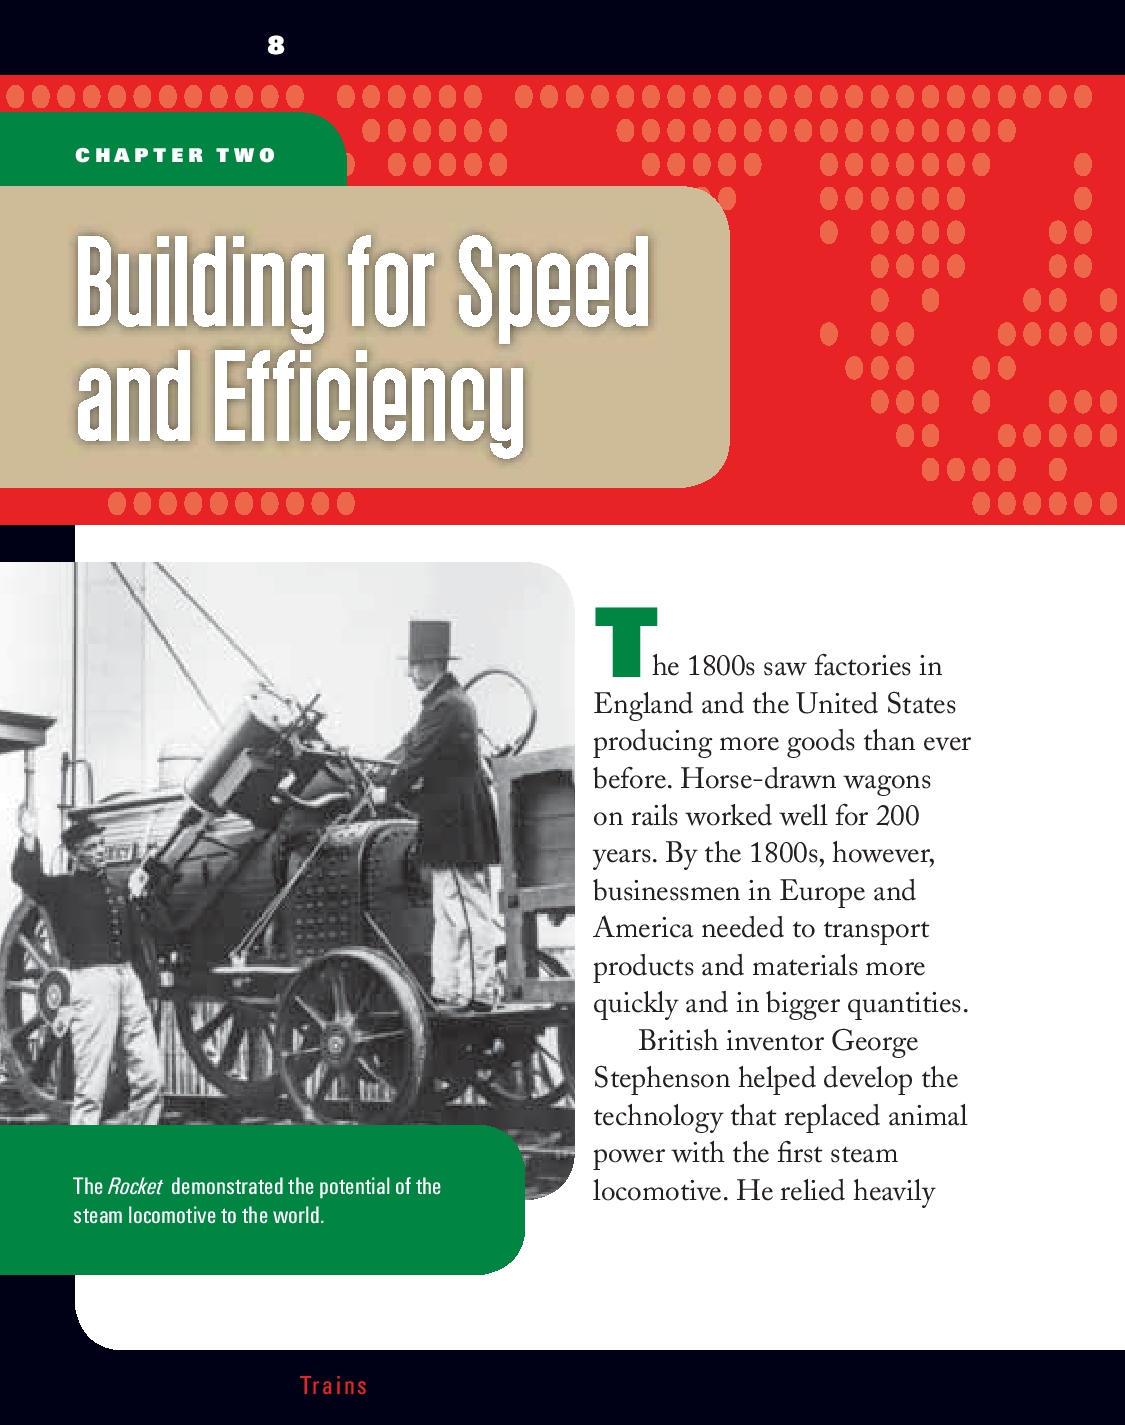 8
CHAPTER TWO
Building for Speed
and Efficiency
The 1800s saw factories in
England and the United States
producing more goods than ever
before. Horse-drawn wagons
on rails worked well for 200
years. By the 1800s, however,
businessmen in Europe and
America needed to transport
products and materials more
quickly and in bigger quantities.
British inventor George
Stephenson helped develop the
technology that replaced animal
power with the first steam
locomotive. He relied heavily
The Rocket demonstrated the potential of the
steam locomotive to the world.
Trains